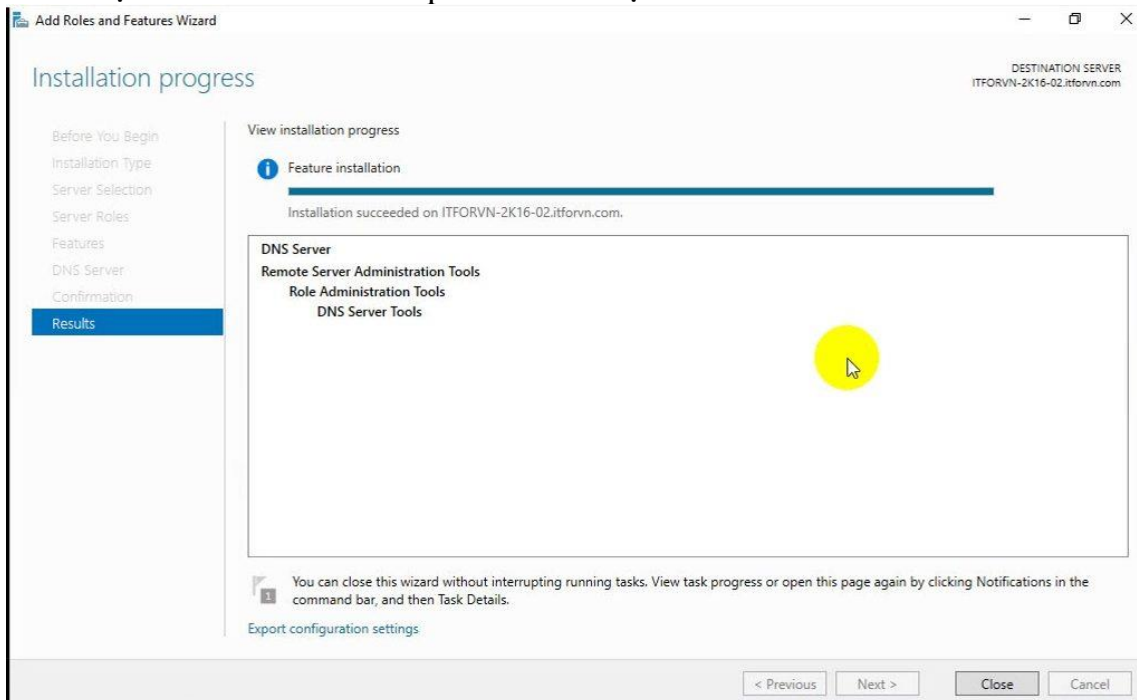 Add Roles and Features Wizard
Installation progress
DESTINATION SERVER
ITFORVN-2K16-02.itforvn.com
Before You Begin
Installation Type
Server Selection
Server Roles
Features
DNS Server
Confirmation
Results
View installation progress
Feature installation
Installation succeeded on ITFORVN-2K16-02.itforvn.com.
DNS Server
Remote Server Administration Tools
Role Administration Tools
DNS Server Tools
1
You can close this wizard without interrupting running tasks. View task progress or open this page again by clicking Notifications in the
command bar, and then Task Details.
Export configuration settings
< Previous
Next >
Close
Cancel